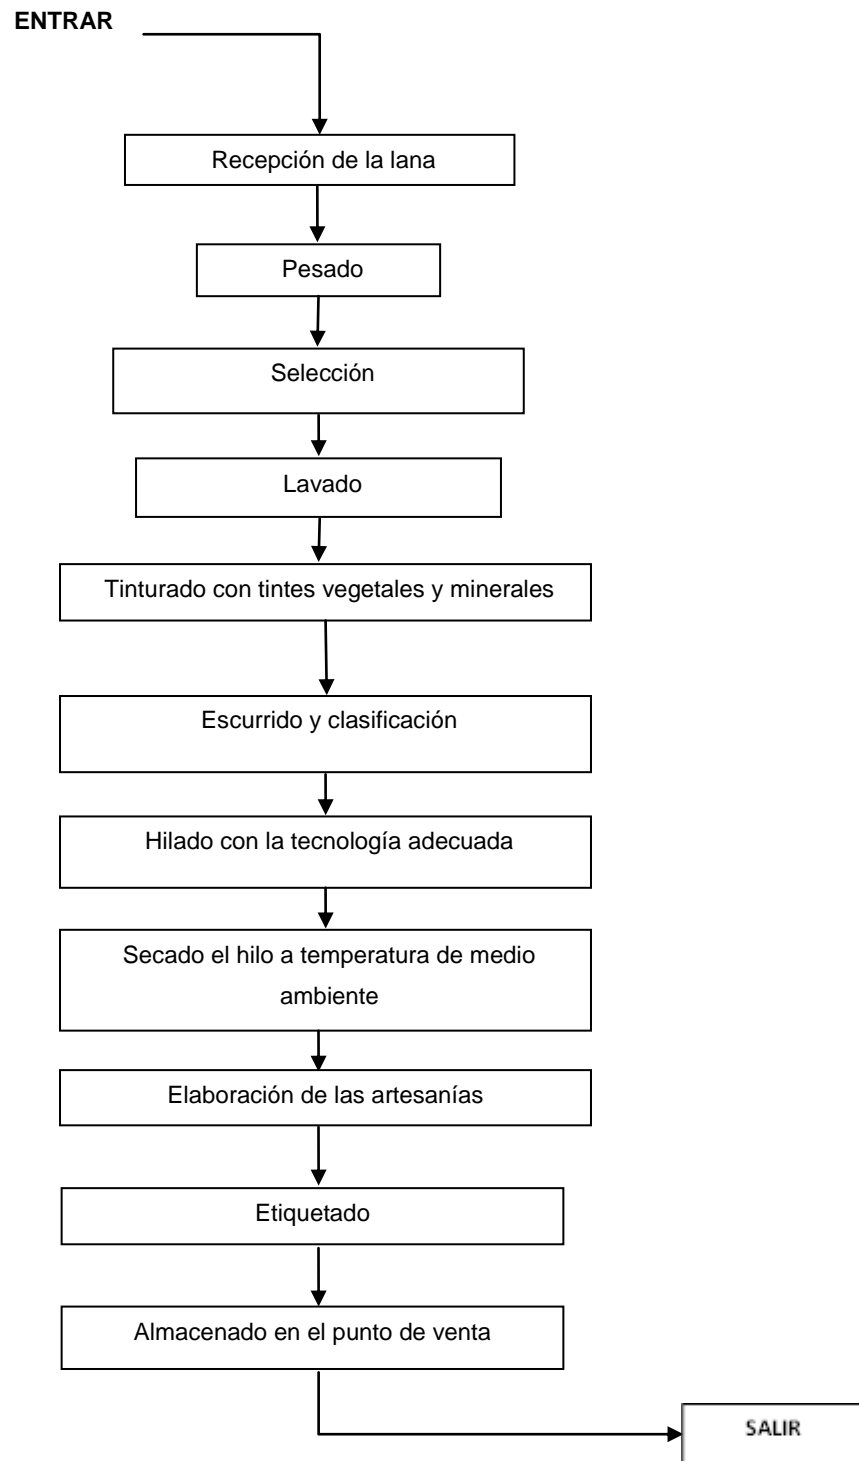 ENTRAR
Recepción de la lana
Pesado
Selección
Lavado
Tinturado con tintes vegetales y minerales
Escurrido y clasificación
Hilado con la tecnología adecuada
Secado el hilo a temperatura de medio
ambiente
Elaboración de las artesanías
Etiquetado
Almacenado en el punto de venta
SALIR